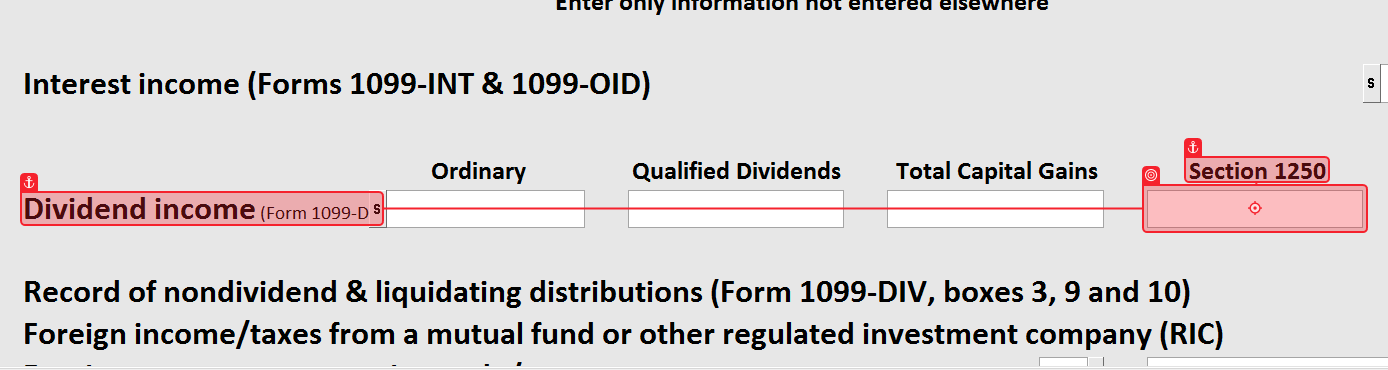 Enter only information not entered elsewhere
Interest income (Forms 1099-INT & 1099-OID)
S
Ordinary Qualified Dividends Total Capital Gains Section 1250
Dividend income (Form 1099-D S
Record of nondividend & liquidating distributions (Form 1099-DIV, boxes 3, 9 and 10)
Foreign income/taxes from a mutual fund or other regulated investment company (RIC)